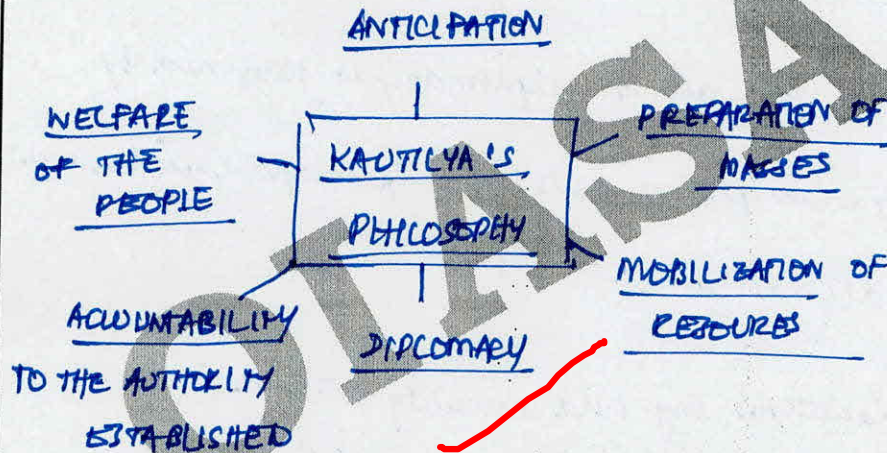 ANTICIPATION
WELFARE
OF THE
PEOPLE
KAUTILYA'S
PHILOSOPHY
PREPARATION OF
MASSES
MOBILIZATION OF
RESOURES
DIPLOMACY
ACCOUNTABILITY
TO THE AUTHORITY
ESTABLISHED
OIASA